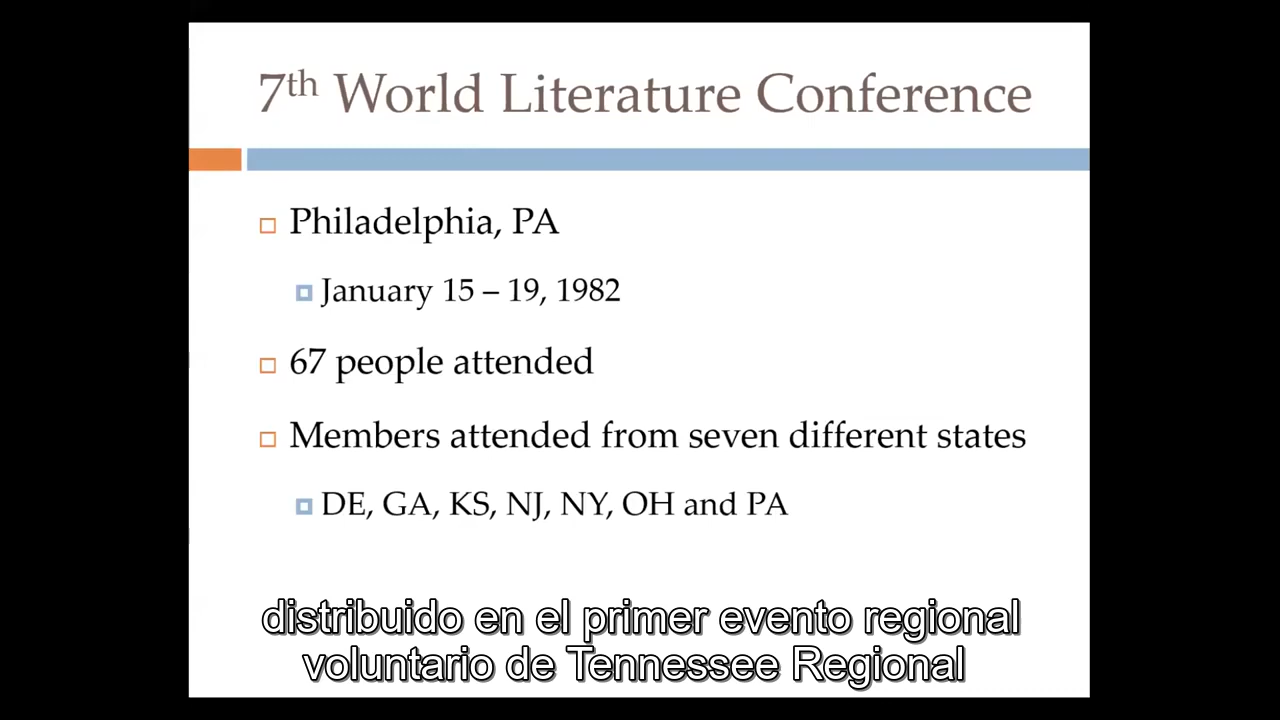 7th World Literature Conference
Philadelphia, PA
January 15 – 19, 1982
67 people attended
Members attended from seven different states
DE, GA, KS, NJ, NY, OH and PA
distribuido en el primer evento regional
voluntario de Tennessee Regional